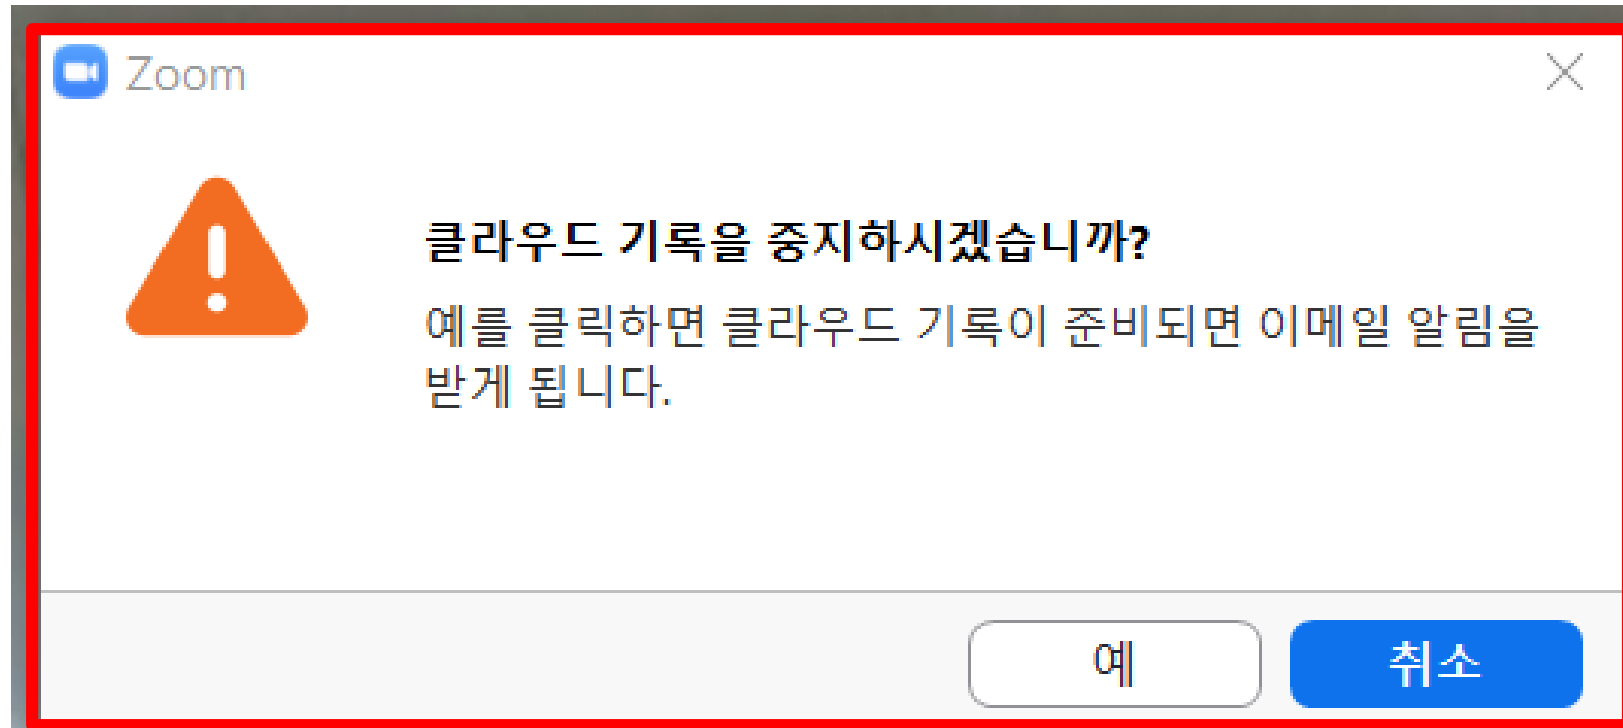 Zoom
클라우드 기록을 중지하시겠습니까?
예를 클릭하면 클라우드 기록이 준비되면 이메일 알림을
받게 됩니다.
예
취소